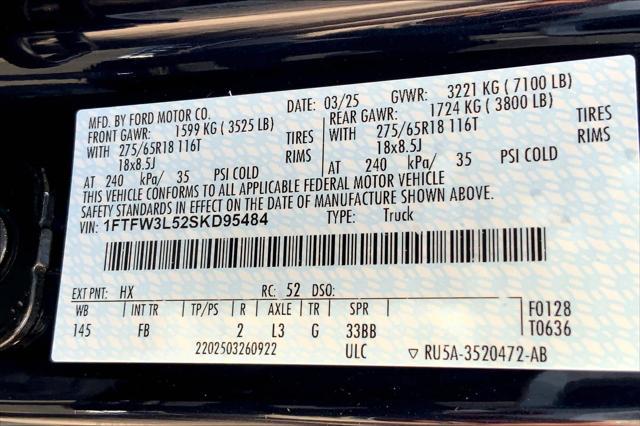 MFD. BY FORD MOTOR CO. DATE: 03/25 GVWR: 3221 KG ( 7100 LB)
FRONT GAWR: 1599 KG ( 3525 LB) REAR GAWR: 1724 KG ( 3800 LB)
WITH 275/65R18 116T TIRES WITH 275/65R18 116T TIRES
18x8.5J RIMS 18x8.5J RIMS
AT 240 kPa/ 35 PSI COLD AT 240 kPa/ 35 PSI COLD
THIS VEHICLE CONFORMS TO ALL APPLICABLE FEDERAL MOTOR VEHICLE
SAFETY STANDARDS IN EFFECT ON THE DATE OF MANUFACTURE SHOWN ABOVE.
VIN: 1FTFW3L52SKD95484 TYPE: Truck
EXT PNT: HX RC: 52 DSO:
WB INT TR TP/PS R AXLE TR SPR F0128
145 FB 2 L3 G 33BB T0636
2202503260922 ULC ▽ RU5A-3520472-AB